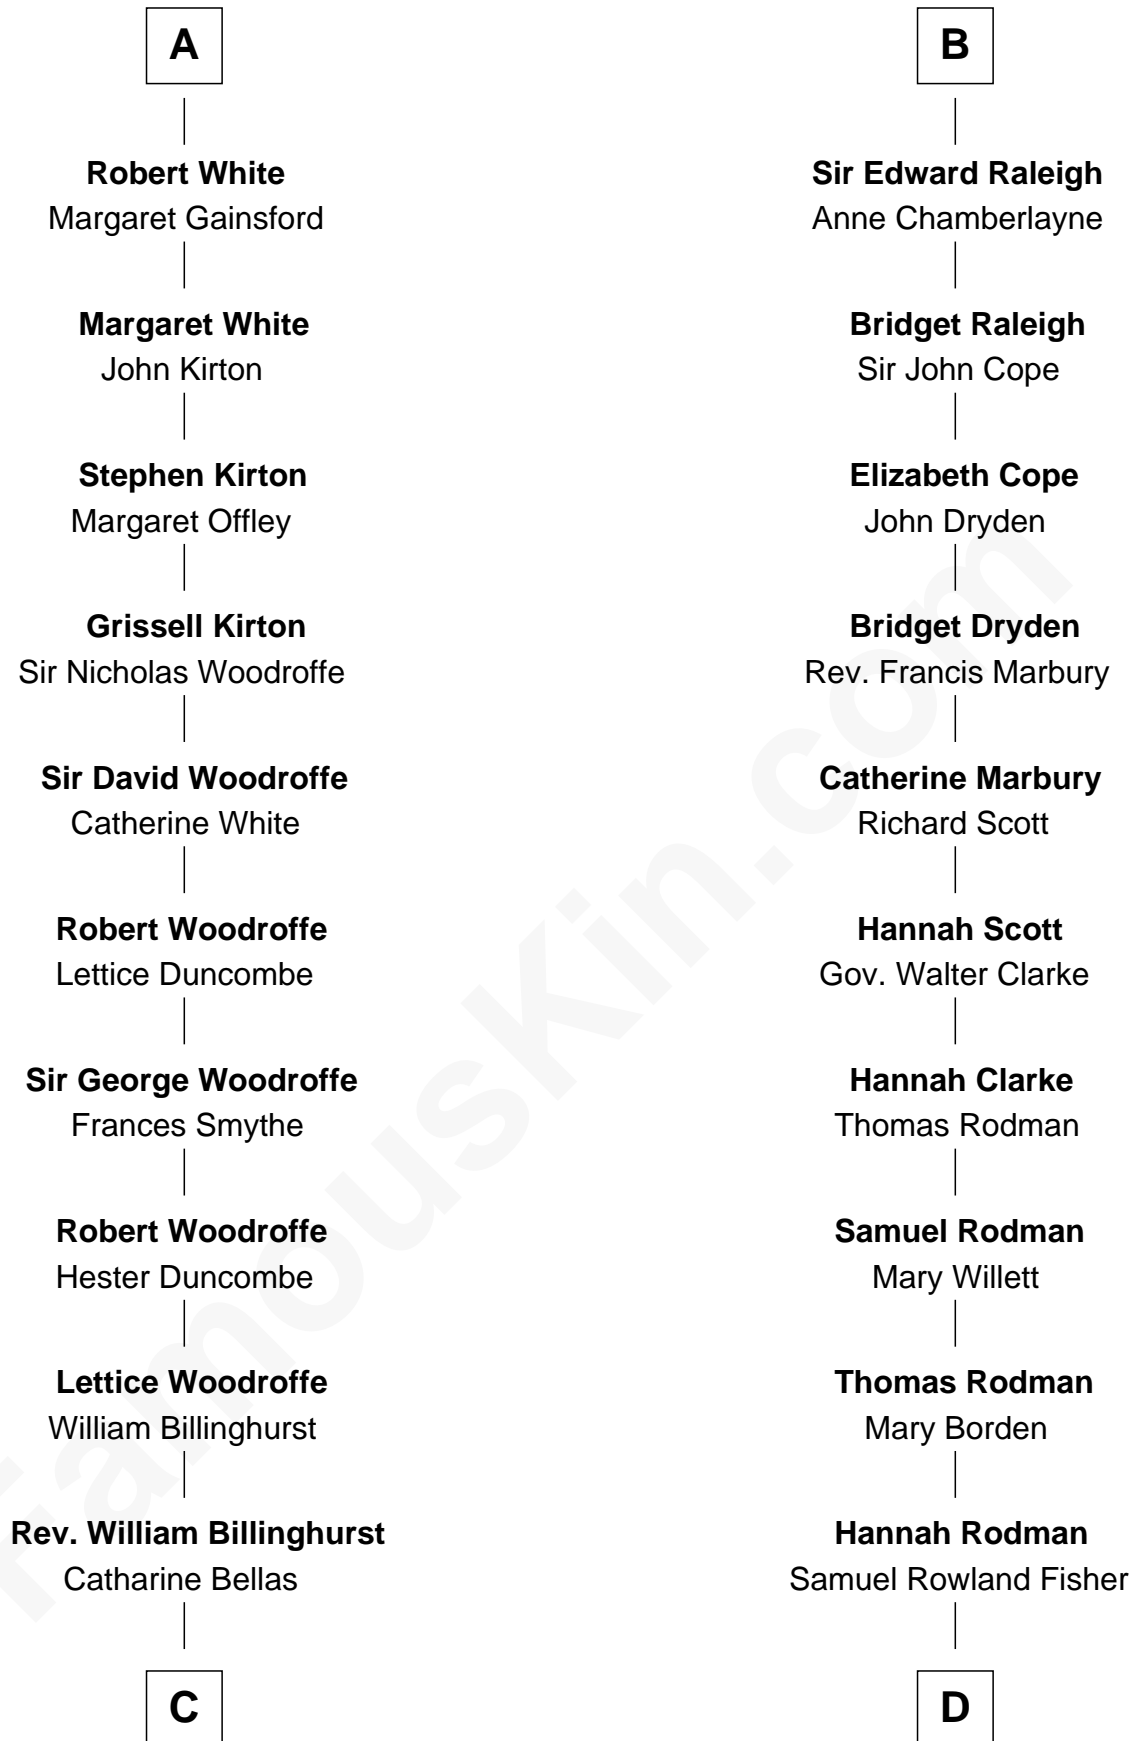 A
Robert White
Margaret Gainsford
Margaret White
John Kirton
Stephen Kirton
Margaret Offley
Grissell Kirton
Sir Nicholas Woodroffe
Sir David Woodroffe
Catherine White
Robert Woodroffe
Lettice Duncombe
Sir George Woodroffe
Frances Smythe
Robert Woodroffe
Hester Duncombe
Lettice Woodroffe
William Billinghurst
Rev. William Billinghurst
Catharine Bellas
C
B
Sir Edward Raleigh
Anne Chamberlayne
Bridget Raleigh
Sir John Cope
Elizabeth Cope
John Dryden
Bridget Dryden
Rev. Francis Marbury
Catherine Marbury
Richard Scott
Hannah Scott
Gov. Walter Clarke
Hannah Clarke
Thomas Rodman
Samuel Rodman
Mary Willett
Thomas Rodman
Mary Borden
Hannah Rodman
Samuel Rowland Fisher
D
FamousKin.com